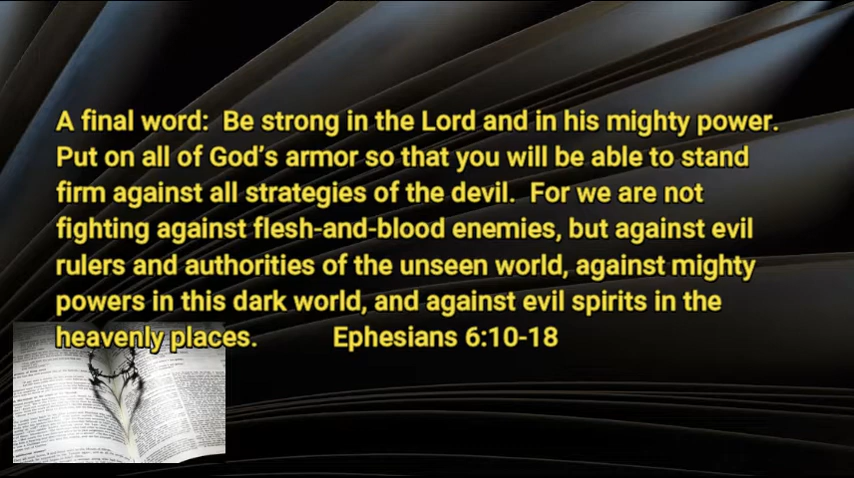 A final word:  Be strong in the Lord and in his mighty power.
Put on all of God's armor so that you will be able to stand
firm against all strategies of the devil.  For we are not
fighting against flesh-and-blood enemies, but against evil
rulers and authorities of the unseen world, against mighty
powers in this dark world, and against evil spirits in the
heavenly places.          Ephesians 6:10-18